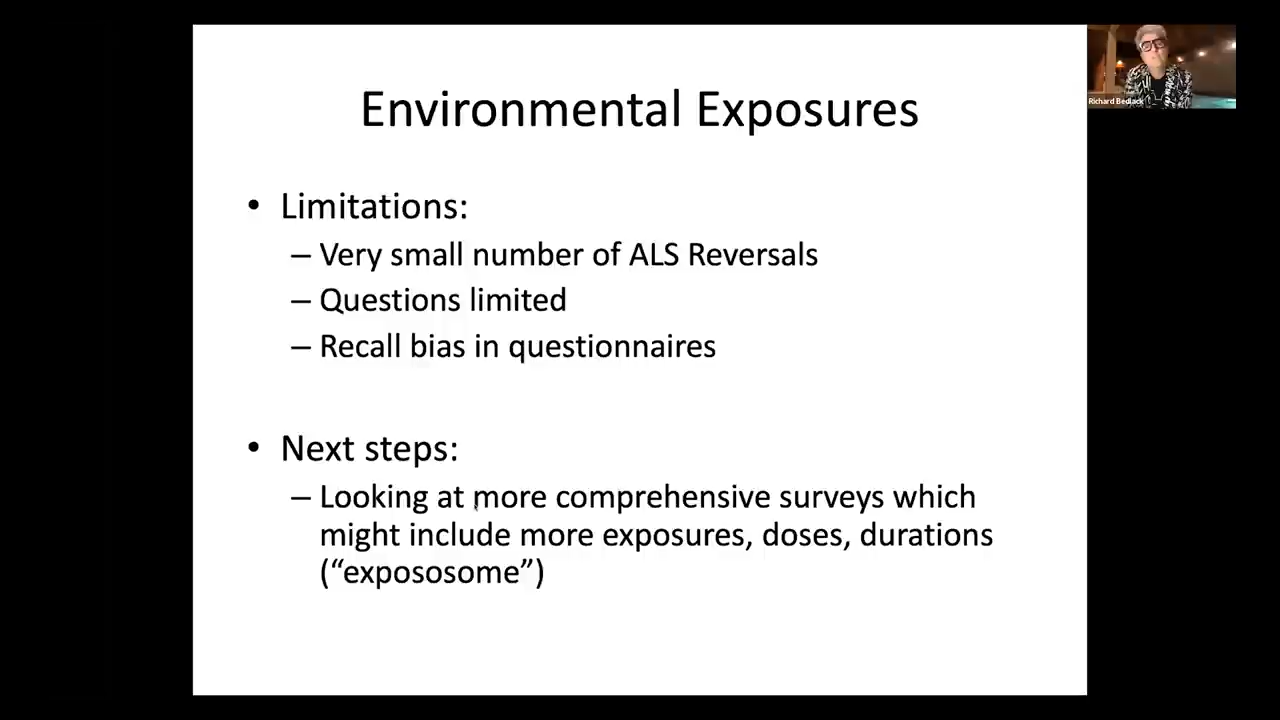 Environmental Exposures
• Limitations:
– Very small number of ALS Reversals
– Questions limited
– Recall bias in questionnaires
• Next steps:
– Looking at more comprehensive surveys which
might include more exposures, doses, durations
(“expososome”)
Richard Bedlack